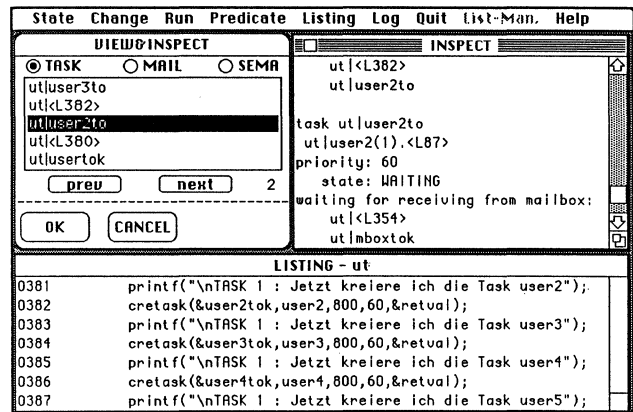 State Change Run Predicate Listing Log Quit List-Man. Help
VIEW&INSPECT
TASK MAIL SEMA
ut|user3to
ut|<L382>
ut|user2to
ut|<L380>
ut|usertok
prev next 2
OK CANCEL
INSPECT
ut|<L382>
ut|user2to
task ut|user2to
ut|user2(1).<L87>
priority: 60
state: WAITING
waiting for receiving from mailbox:
ut|<L354>
ut|mboxtok
LISTING - ut
0381 printf("\nTASK 1 : Jetzt kreiere ich die Task user2");
0382 cretask(&user2tok,user2,800,60,&retval);
0383 printf("\nTASK 1 : Jetzt kreiere ich die Task user3");
0384 cretask(&user3tok,user3,800,60,&retval);
0385 printf("\nTASK 1 : Jetzt kreiere ich die Task user4");
0386 cretask(&user4tok,user4,800,60,&retval);
0387 printf("\nTASK 1 : Jetzt kreiere ich die Task user5");